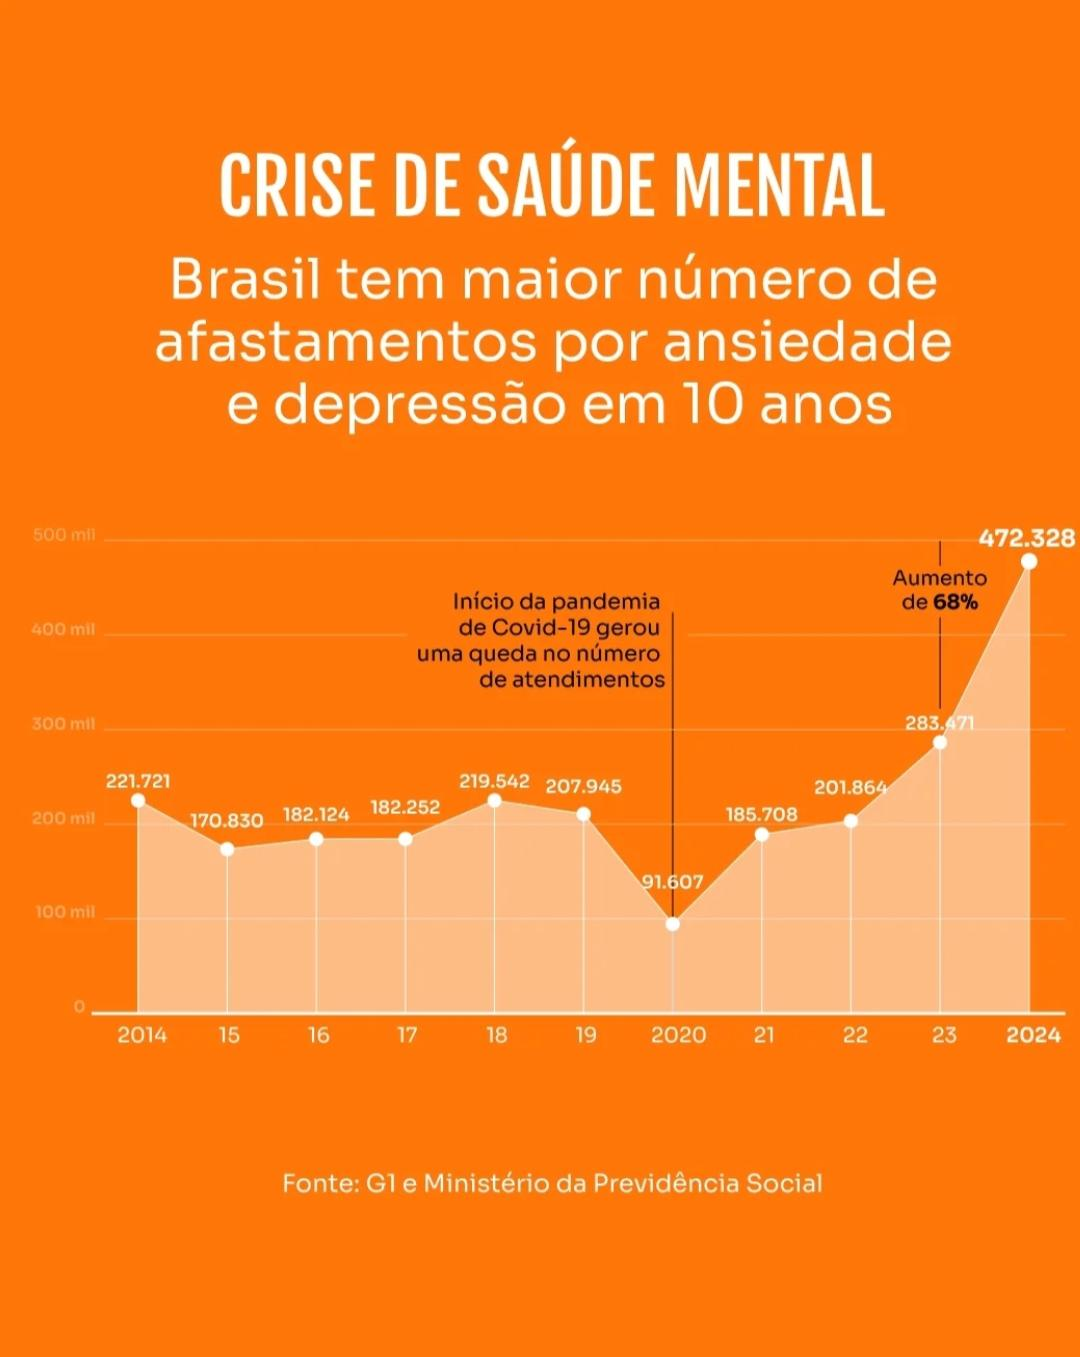 CRISE DE SAÚDE MENTAL
Brasil tem maior número de
afastamentos por ansiedade
e depressão em 10 anos
500 mil
400 mil
300 mil
200 mil
100 mil
0
Início da pandemia
de Covid-19 gerou
uma queda no número
de atendimentos
Aumento
de 68%
221.721
170.830
182.124
182.252
219.542
207.945
91.607
185.708
201.864
283.471
472.328
2014
15
16
17
18
19
2020
21
22
23
2024
Fonte: G1 e Ministério da Previdência Social